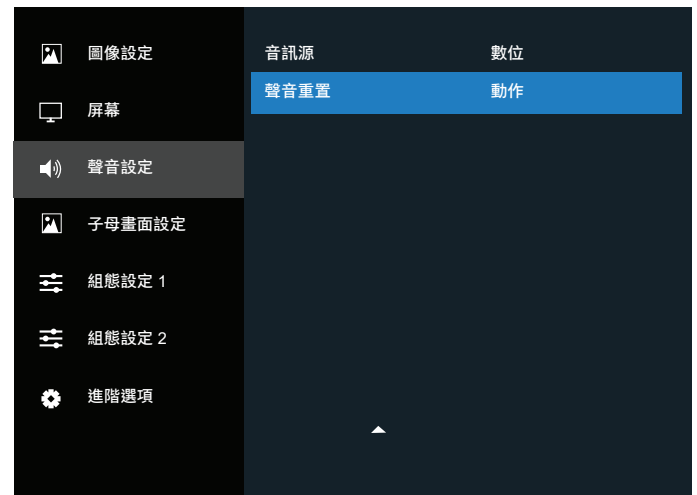 圖像設定
屏幕
聲音設定
子母畫面設定
組態設定 1
組態設定 2
進階選項
音訊源 數位
聲音重置 動作